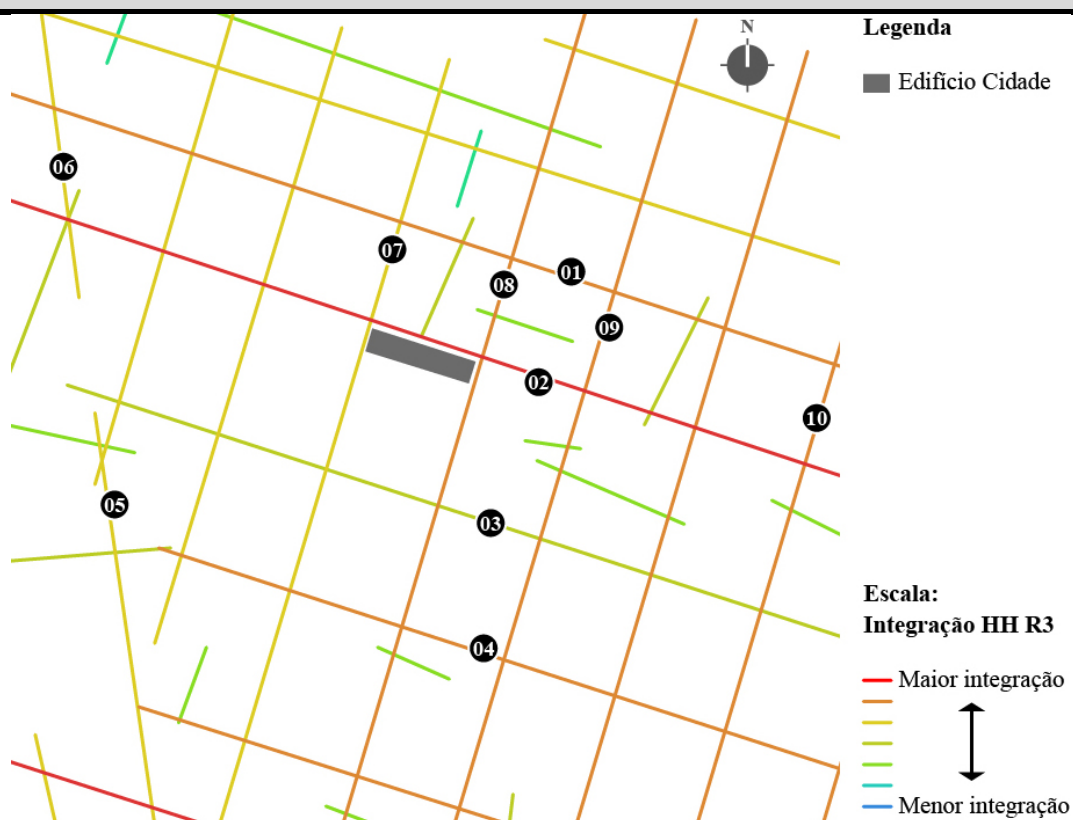 N
Legenda
Edifício Cidade
06
07
01
08
09
02
10
05
03
04
Escala:
Integração HH R3
Maior integração
Menor integração